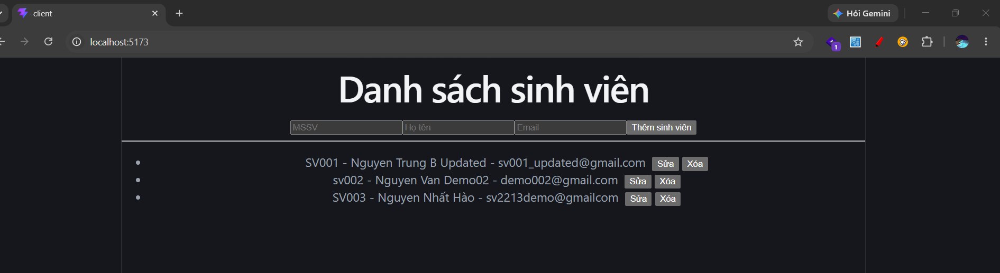 client
Hỏi Gemini
localhost:5173
1
Danh sách sinh viên
MSSV Họ tên Email Thêm sinh viên
SV001 - Nguyen Trung B Updated - sv001_updated@gmail.com Sửa Xóa
sv002 - Nguyen Van Demo02 - demo002@gmail.com Sửa Xóa
SV003 - Nguyen Nhất Hào - sv2213demo@gmailcom Sửa Xóa